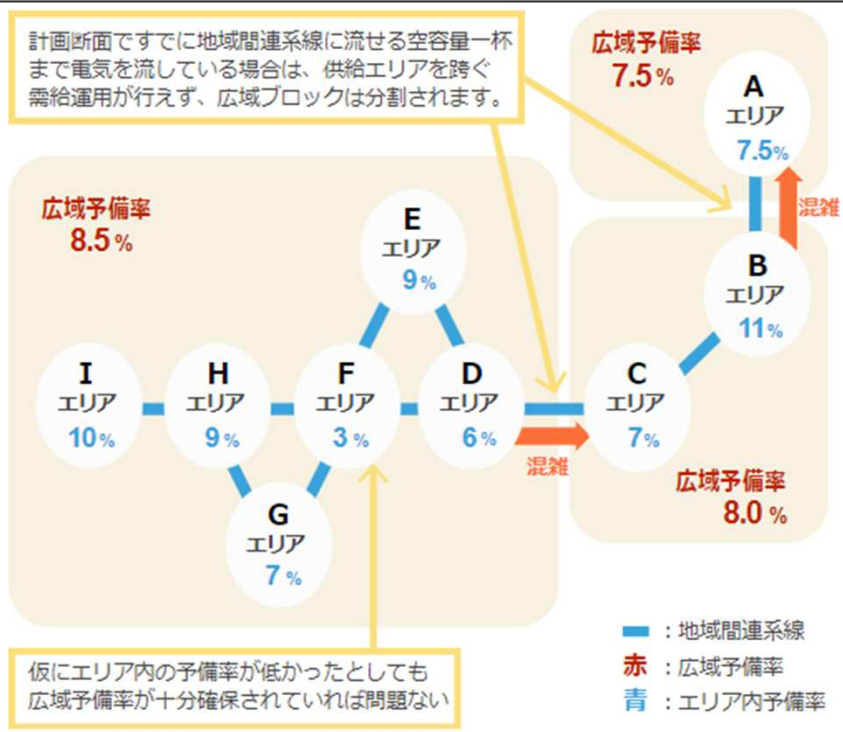 計画断面ですでに地域間連系線に流せる空容量一杯
まで電気を流している場合は、供給エリアを跨ぐ
需給運用が行えず、広域ブロックは分割されます。
広域予備率
7.5%
A
エリア
7.5%
混雑
広域予備率
8.5%
E
エリア
9%
B
エリア
11%
I
エリア
10%
H
エリア
9%
F
エリア
3%
D
エリア
6%
C
エリア
7%
混雑
広域予備率
8.0%
G
エリア
7%
仮にエリア内の予備率が低かったとしても
広域予備率が十分確保されていれば問題ない
：地域間連系線
赤：広域予備率
青：エリア内予備率